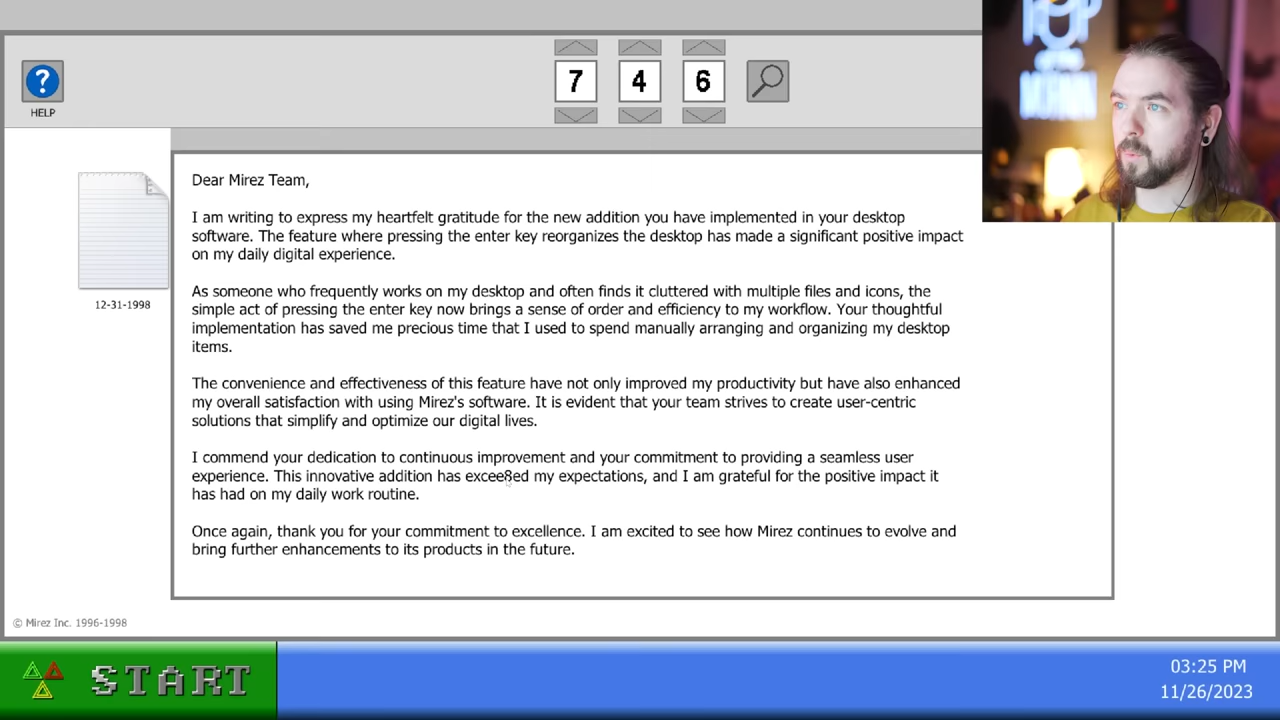 7 4 6
HELP
Dear Mirez Team,
I am writing to express my heartfelt gratitude for the new addition you have implemented in your desktop
software. The feature where pressing the enter key reorganizes the desktop has made a significant positive impact
on my daily digital experience.
As someone who frequently works on my desktop and often finds it cluttered with multiple files and icons, the
simple act of pressing the enter key now brings a sense of order and efficiency to my workflow. Your thoughtful
implementation has saved me precious time that I used to spend manually arranging and organizing my desktop
items.
The convenience and effectiveness of this feature have not only improved my productivity but have also enhanced
my overall satisfaction with using Mirez's software. It is evident that your team strives to create user-centric
solutions that simplify and optimize our digital lives.
I commend your dedication to continuous improvement and your commitment to providing a seamless user
experience. This innovative addition has excee8ed my expectations, and I am grateful for the positive impact it
has had on my daily work routine.
Once again, thank you for your commitment to excellence. I am excited to see how Mirez continues to evolve and
bring further enhancements to its products in the future.
12-31-1998
© Mirez Inc. 1996-1998
START
03:25 PM
11/26/2023